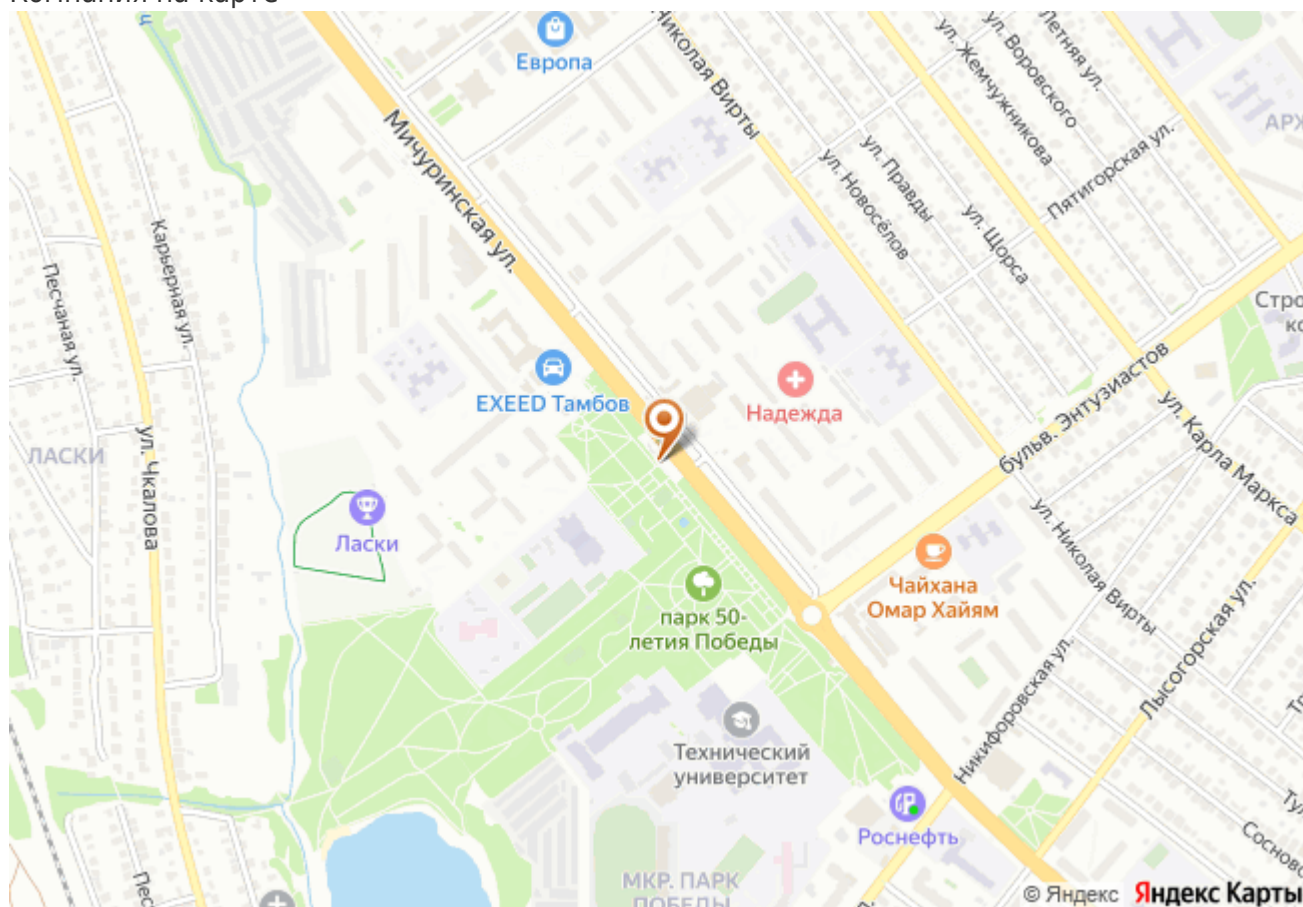 Компания на карте
Европа
Николая Вирты
ул. Жемчужникова
ул. Воровского
Летняя ул.
Мичуринская ул.
ул. Новосёлов
ул. Правды
ул. Щорса
Пятигорская ул.
Карьерная ул.
Песчаная ул.
ул. Чкалова
ЛАСКИ
EXEED Тамбов
Надежда
бульв. Энтузиастов
ул. Карла Маркса
Ласки
парк 50-
летия Победы
Чайхана
Омар Хайям
ул. Николая Вирты
Лысогорская ул.
Никифоровская ул.
Технический
университет
Роснефть
МКР. ПАРК
ПОБЕДЫ
© Яндекс Яндекс Карты